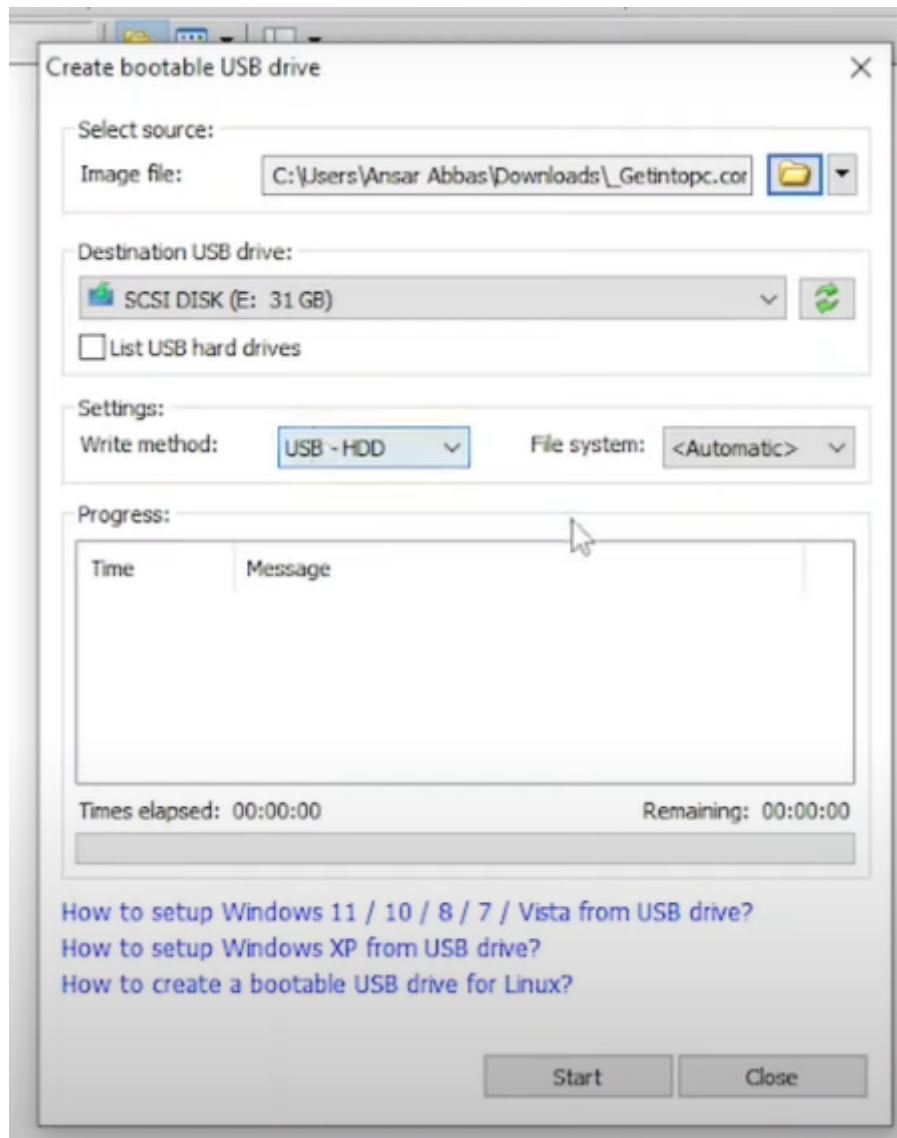 Create bootable USB drive
Select source:
Image file: C:\Users\Ansar Abbas\Downloads\_Getintopc.cor
Destination USB drive:
SCSI DISK (E: 31 GB)
List USB hard drives
Settings:
Write method: USB - HDD File system: <Automatic>
Progress:
Time Message
Times elapsed: 00:00:00 Remaining: 00:00:00
How to setup Windows 11 / 10 / 8 / 7 / Vista from USB drive?
How to setup Windows XP from USB drive?
How to create a bootable USB drive for Linux?
Start Close